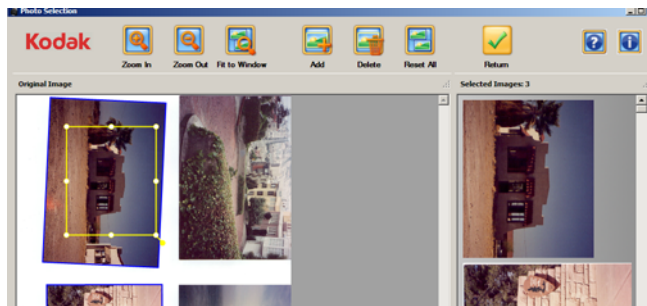 Photo Selection
Kodak
Zoom In
Zoom Out
Fit to Window
Add
Delete
Reset All
Return
Original Image
Selected Images: 3